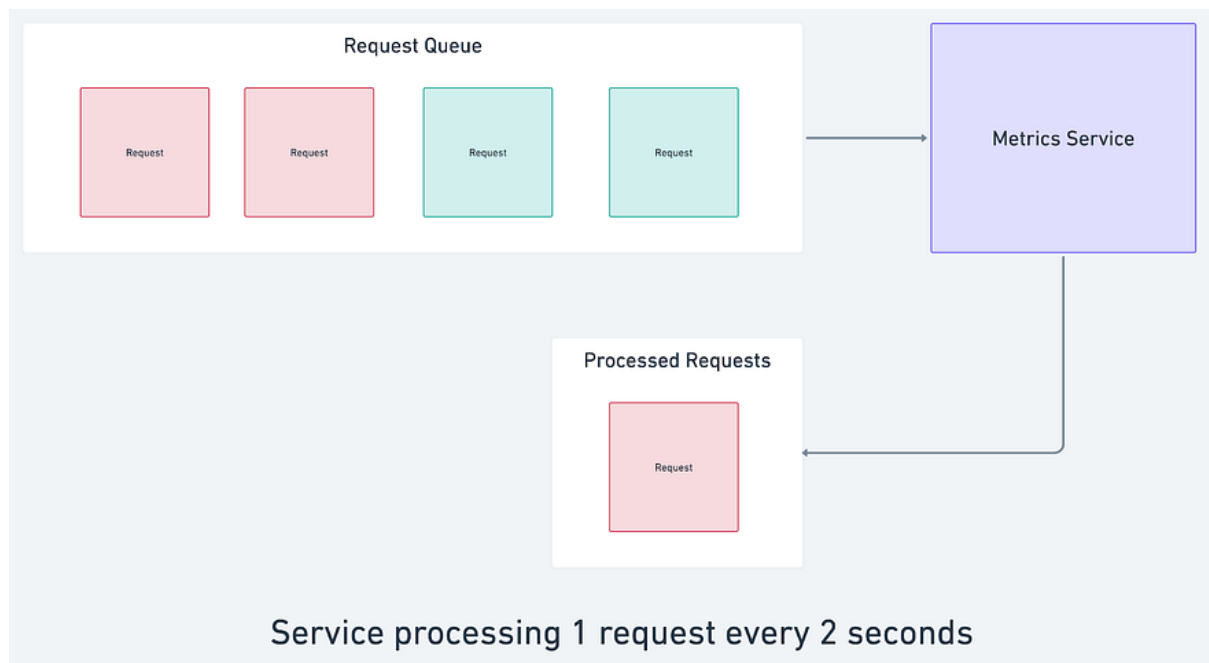 Request Queue
Request
Request
Request
Request
Metrics Service
Processed Requests
Request
Service processing 1 request every 2 seconds